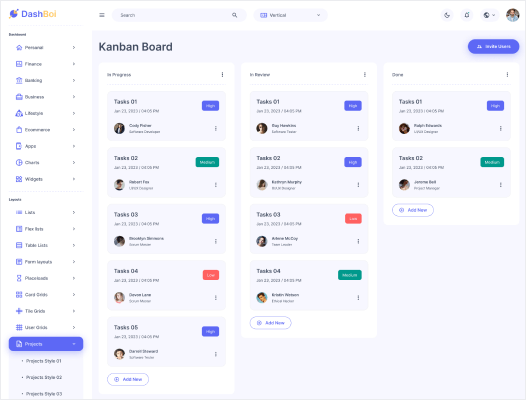 DashBoi
Search
Vertical
Dashboard
Personal
Finance
Banking
Business
Lifestyle
Ecommerce
Apps
Charts
Widgets
Layouts
Lists
Flex lists
Table Lists
Form layouts
Placeloads
Card Grids
Tile Grids
User Grids
Projects
Projects Style 01
Projects Style 02
Projects Style 03
Kanban Board
Invite Users
In Progress
Tasks 01
High
Jan 23, 2023 / 04:05 PM
Cody Fisher
Software Developer
Tasks 02
Medium
Jan 23, 2023 / 04:05 PM
Robert Fox
UI/UX Designer
Tasks 03
High
Jan 23, 2023 / 04:05 PM
Brooklyn Simmons
Scrum Master
Tasks 04
Low
Jan 23, 2023 / 04:05 PM
Devon Lane
Scrum Master
Tasks 05
High
Jan 23, 2023 / 04:05 PM
Darrell Steward
Software Tester
Add New
In Review
Tasks 01
High
Jan 23, 2023 / 04:05 PM
Guy Hawkins
Software Tester
Tasks 02
High
Jan 23, 2023 / 04:05 PM
Kathryn Murphy
UI/UX Designer
Tasks 03
Low
Jan 23, 2023 / 04:05 PM
Arlene McCoy
Team Leader
Tasks 04
Medium
Jan 23, 2023 / 04:05 PM
Kristin Watson
Ethical Hacker
Add New
Done
Tasks 01
High
Jan 23, 2023 / 04:05 PM
Ralph Edwards
UI/UX Designer
Tasks 02
Medium
Jan 23, 2023 / 04:05 PM
Jerome Bell
Project Manager
Add New